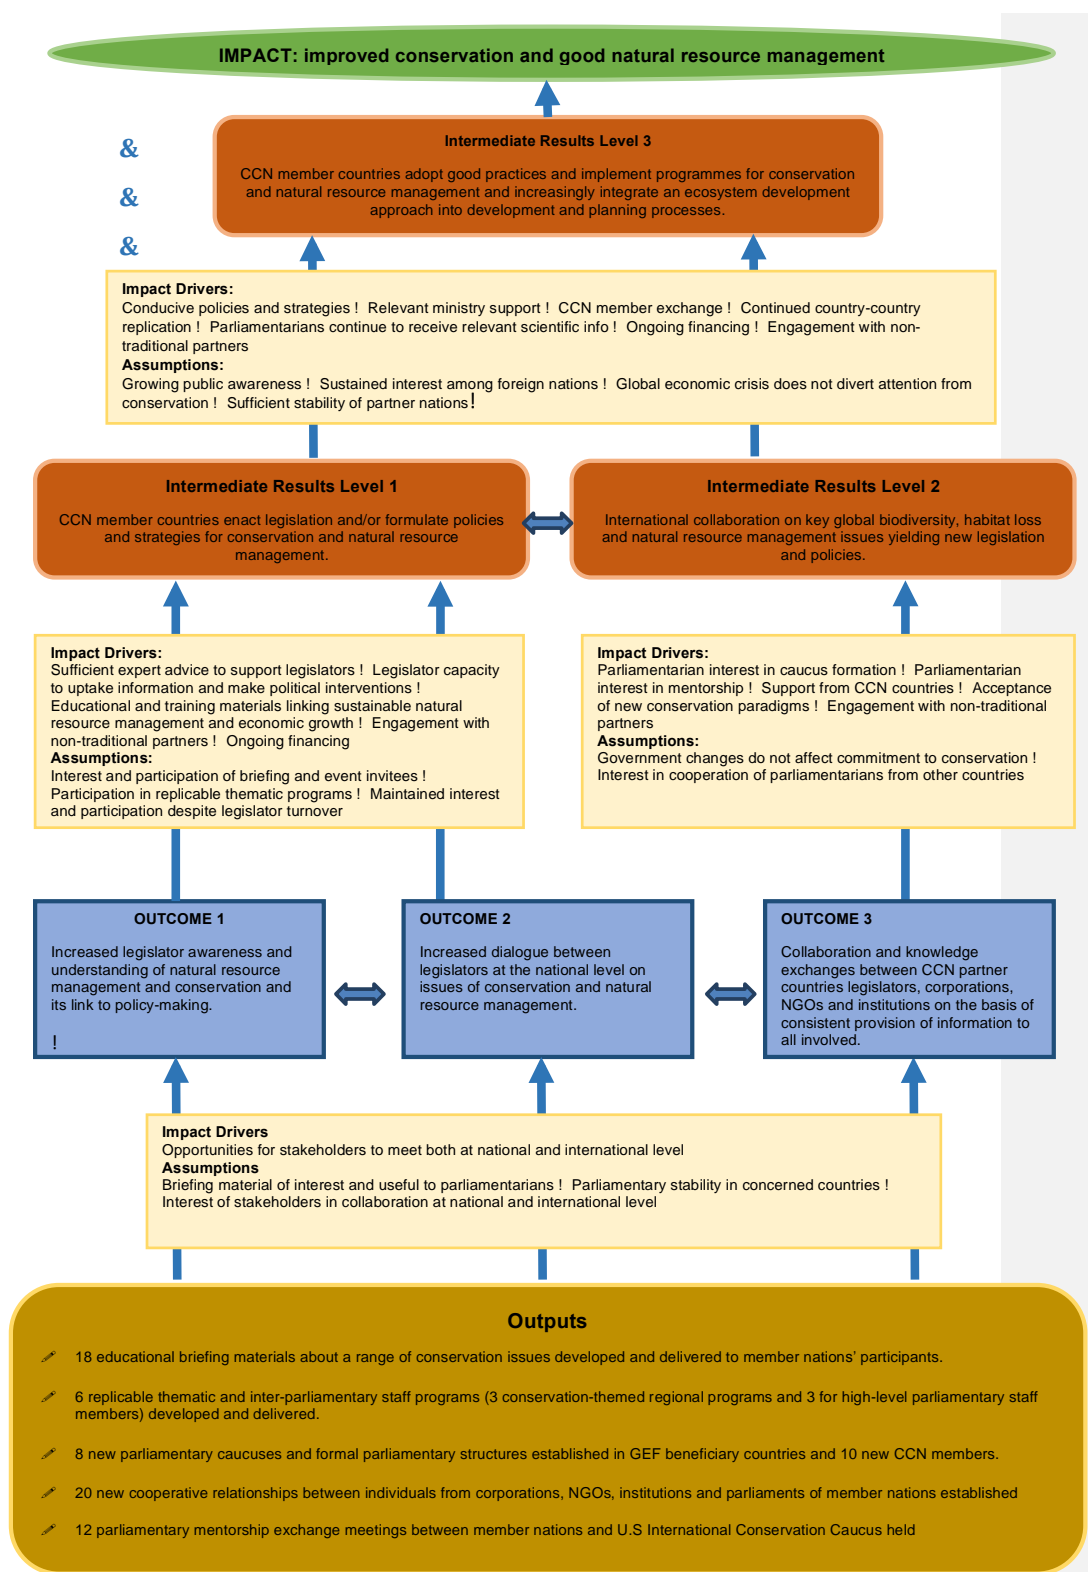 IMPACT: improved conservation and good natural resource management
&
&
&
Intermediate Results Level 3
CCN member countries adopt good practices and implement programmes for conservation
and natural resource management and increasingly integrate an ecosystem development
approach into development and planning processes.
Impact Drivers:
Conducive policies and strategies ! Relevant ministry support ! CCN member exchange ! Continued country-country
replication ! Parliamentarians continue to receive relevant scientific info ! Ongoing financing ! Engagement with non-
traditional partners
Assumptions:
Growing public awareness ! Sustained interest among foreign nations ! Global economic crisis does not divert attention from
conservation ! Sufficient stability of partner nations!
Intermediate Results Level 1
CCN member countries enact legislation and/or formulate policies
and strategies for conservation and natural resource
management.
Intermediate Results Level 2
International collaboration on key global biodiversity, habitat loss
and natural resource management issues yielding new legislation
and policies.
Impact Drivers:
Sufficient expert advice to support legislators ! Legislator capacity
to uptake information and make political interventions !
Educational and training materials linking sustainable natural
resource management and economic growth ! Engagement with
non-traditional partners ! Ongoing financing
Assumptions:
Interest and participation of briefing and event invitees !
Participation in replicable thematic programs ! Maintained interest
and participation despite legislator turnover
Impact Drivers:
Parliamentarian interest in caucus formation ! Parliamentarian
interest in mentorship ! Support from CCN countries ! Acceptance
of new conservation paradigms ! Engagement with non-traditional
partners
Assumptions:
Government changes do not affect commitment to conservation !
Interest in cooperation of parliamentarians from other countries
OUTCOME 1
Increased legislator awareness and
understanding of natural resource
management and conservation and
its link to policy-making.
!
OUTCOME 2
Increased dialogue between
legislators at the national level on
issues of conservation and natural
resource management.
OUTCOME 3
Collaboration and knowledge
exchanges between CCN partner
countries legislators, corporations,
NGOs and institutions on the basis of
consistent provision of information to
all involved.
Impact Drivers
Opportunities for stakeholders to meet both at national and international level
Assumptions
Briefing material of interest and useful to parliamentarians ! Parliamentary stability in concerned countries !
Interest of stakeholders in collaboration at national and international level
Outputs
18 educational briefing materials about a range of conservation issues developed and delivered to member nations' participants.
6 replicable thematic and inter-parliamentary staff programs (3 conservation-themed regional programs and 3 for high-level parliamentary staff
members) developed and delivered.
8 new parliamentary caucuses and formal parliamentary structures established in GEF beneficiary countries and 10 new CCN members.
20 new cooperative relationships between individuals from corporations, NGOs, institutions and parliaments of member nations established
12 parliamentary mentorship exchange meetings between member nations and U.S International Conservation Caucus held